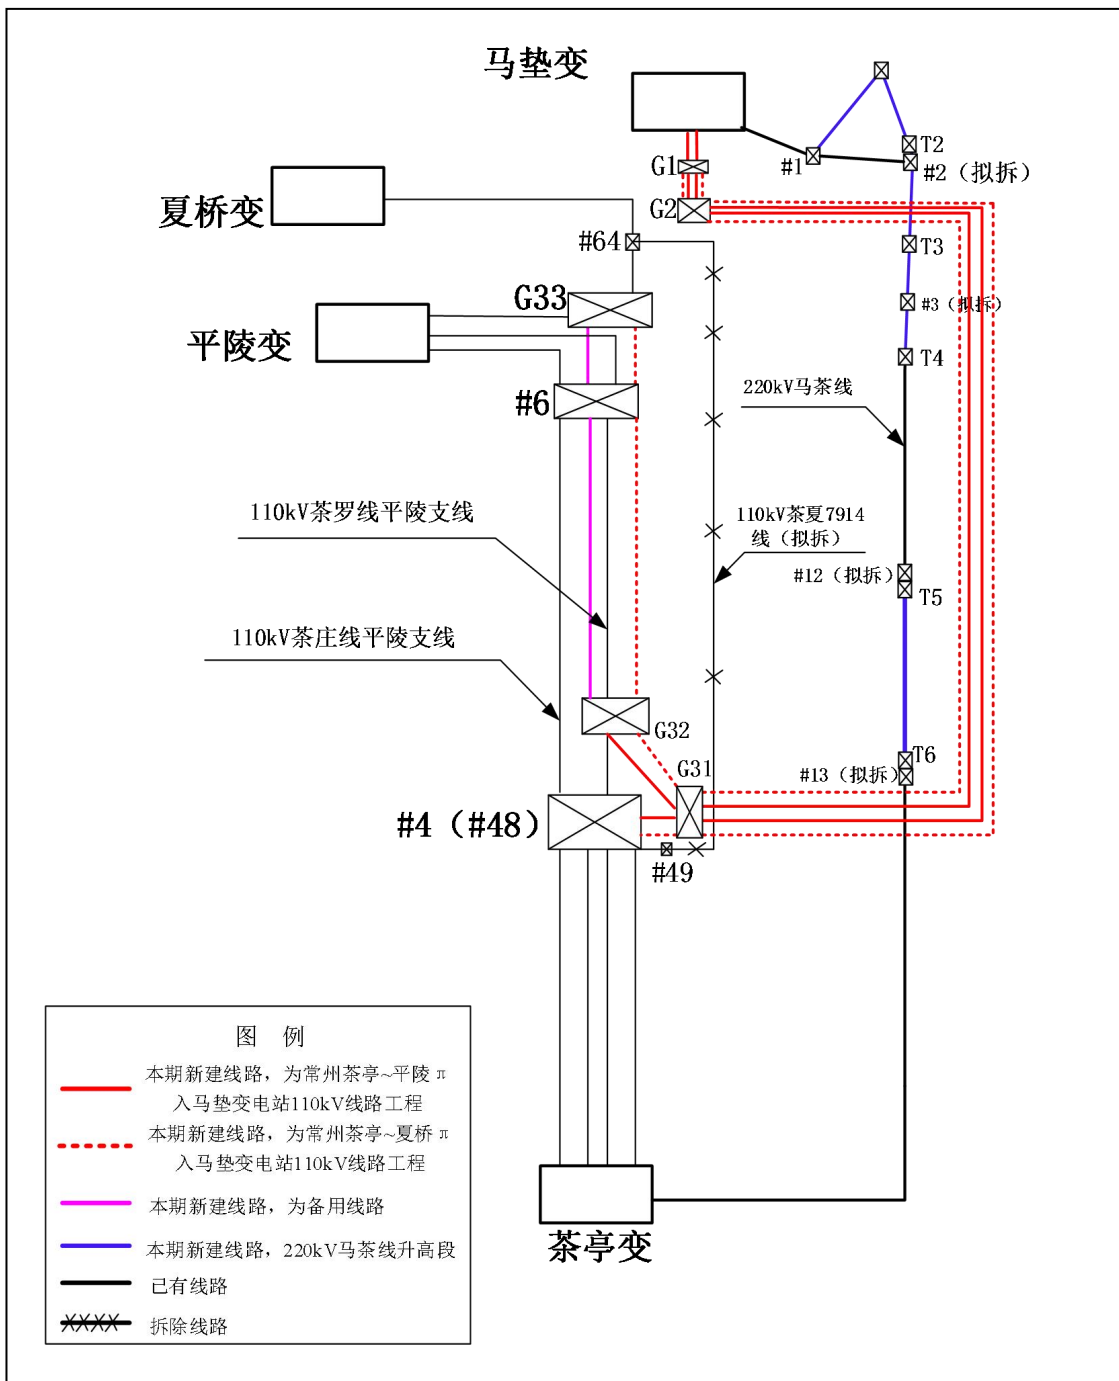 马垫变
T2
#1
#2（拟拆）
G1
夏桥变
G2
#64
T3
G33
#3（拟拆）
平陵变
T4
220kV马茶线
#6
110kV茶罗线平陵支线
110kV茶夏7914
线（拟拆）
#12（拟拆）
T5
110kV茶庄线平陵支线
G32
T6
G31
#13（拟拆）
#4（#48）
#49
图 例
本期新建线路，为常州茶亭~平陵π
入马垫变电站110kV线路工程
本期新建线路，为常州茶亭~夏桥π
入马垫变电站110kV线路工程
本期新建线路，为备用线路
本期新建线路，220kV马茶线升高段
已有线路
拆除线路
茶亭变